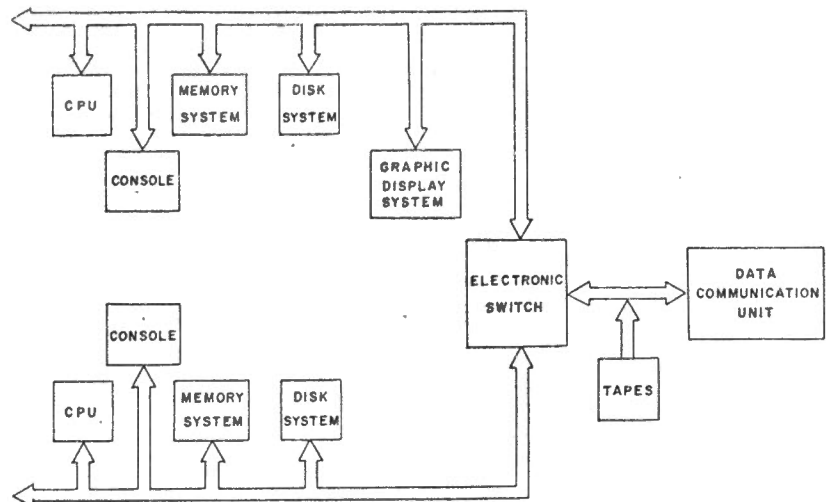 CPU
MEMORY
SYSTEM
DISK
SYSTEM
CONSOLE
GRAPHIC
DISPLAY
SYSTEM
ELECTRONIC
SWITCH
DATA
COMMUNICATION
UNIT
TAPES
CONSOLE
CPU
MEMORY
SYSTEM
DISK
SYSTEM